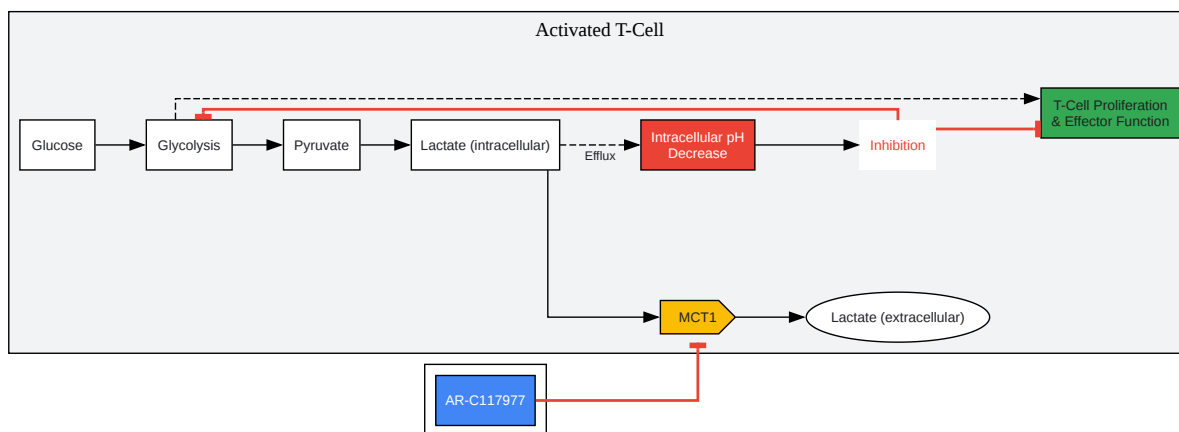 Activated T-Cell
Glucose
Glycolysis
Pyruvate
Lactate (intracellular)
Efflux
Intracellular pH
Decrease
Inhibition
T-Cell Proliferation
& Effector Function
MCT1
Lactate (extracellular)
AR-C117977